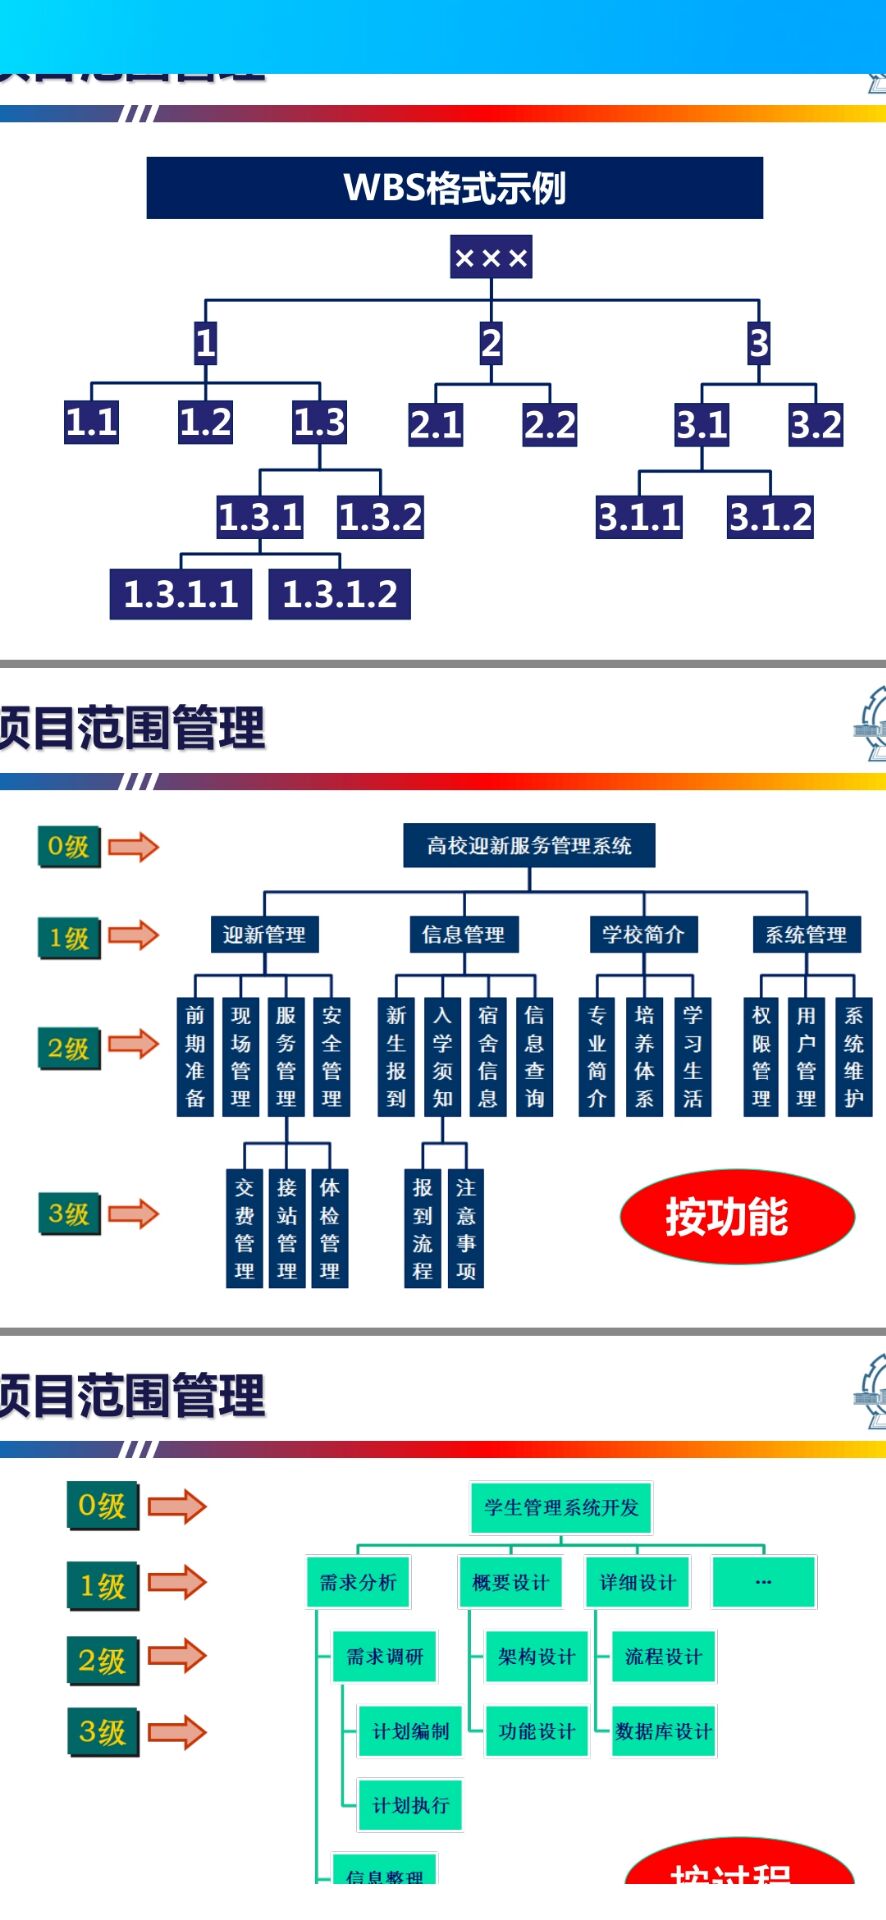 项目范围管理
WBS格式示例
×××
1 2 3
1.1 1.2 1.3 2.1 2.2 3.1 3.2
1.3.1 1.3.2 3.1.1 3.1.2
1.3.1.1 1.3.1.2
项目范围管理
0级 高校迎新服务管理系统
1级 迎新管理 信息管理 学校简介 系统管理
2级 前期准备 现场管理 服务管理 安全管理 新生报到 入学须知 宿舍信息 信息查询 专业简介 培养体系 学习生活 权限管理 用户管理 系统维护
3级 交费管理 接站管理 体检管理 报到流程 注意事项
按功能
项目范围管理
0级 学生管理系统开发
1级 需求分析 概要设计 详细设计 ...
2级 需求调研 架构设计 流程设计
3级 计划编制 功能设计 数据库设计
计划执行
信息整理
按过程